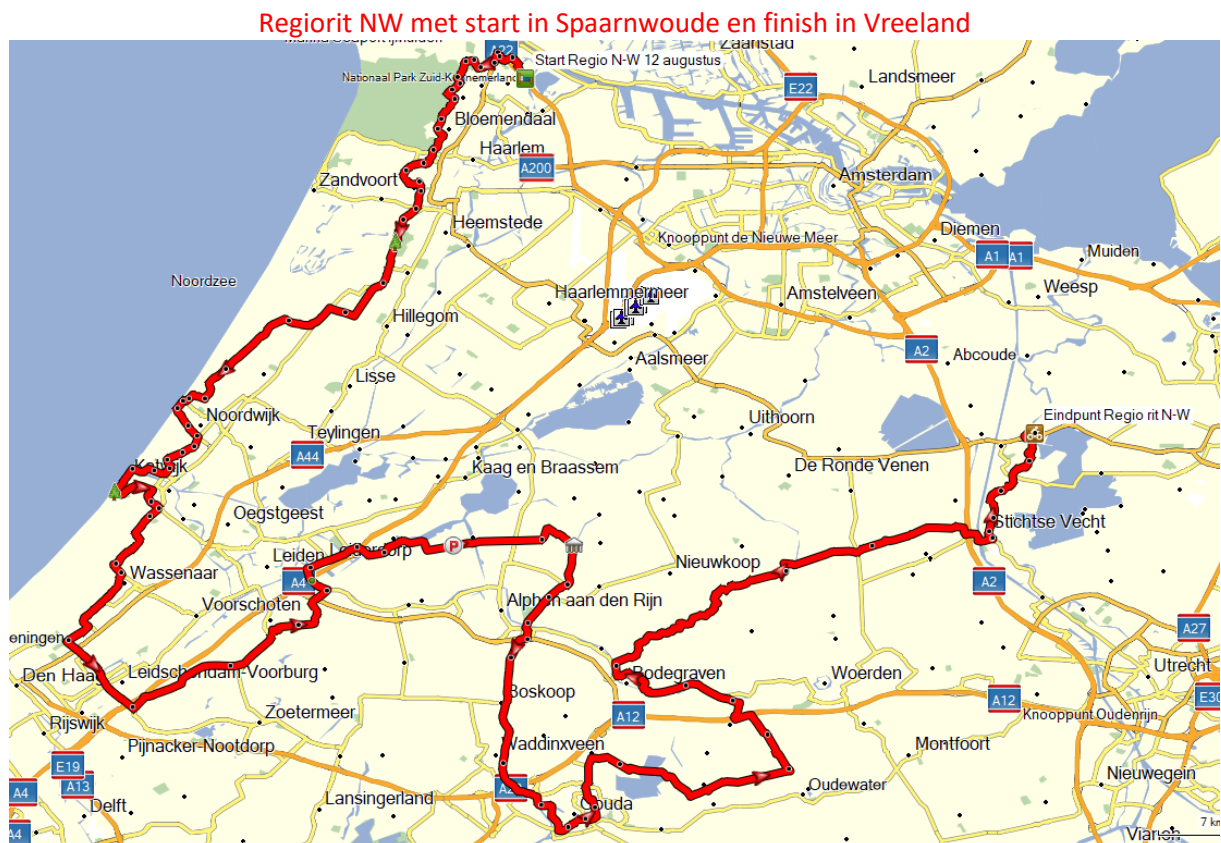 Regiorit NW met start in Spaarnwoude en finish in Vreeland
A22
Zaanstad
Start Regio N-W 12 augustus
Landsmeer
E22
Bloemendaal
Haarlem
A200
Amsterdam
Zandvoort
Heemstede
Diemen
Knooppunt de Nieuwe Meer
Muiden
A1
A1
Noordzee
Weesp
Haarlemmermeer
Amstelveen
Hillegom
A2
Abcoude
Aalsmeer
Lisse
Noordwijk
Uithoorn
Eindpunt Regio rit N-W
Teylingen
A44
Kaag en Braassem
De Ronde Venen
Oegstgeest
Stichtse Vecht
Leiden
Nieuwkoop
Wassenaar
A4
A2
Voorschoten
Alphen aan den Rijn
A27
Den Haag
Leidschendam-Voorburg
Bodegraven
Woerden
Utrecht
Boskoop
E30
A12
Zoetermeer
A12
Knooppunt Oudenrijn
Rijswijk
Pijnacker-Nootdorp
Waddinxveen
Montfoort
E19
Nieuwegein
A4
A13
Oudewater
Lansingerland
Delft
Gouda
7 km
A4
Vianen